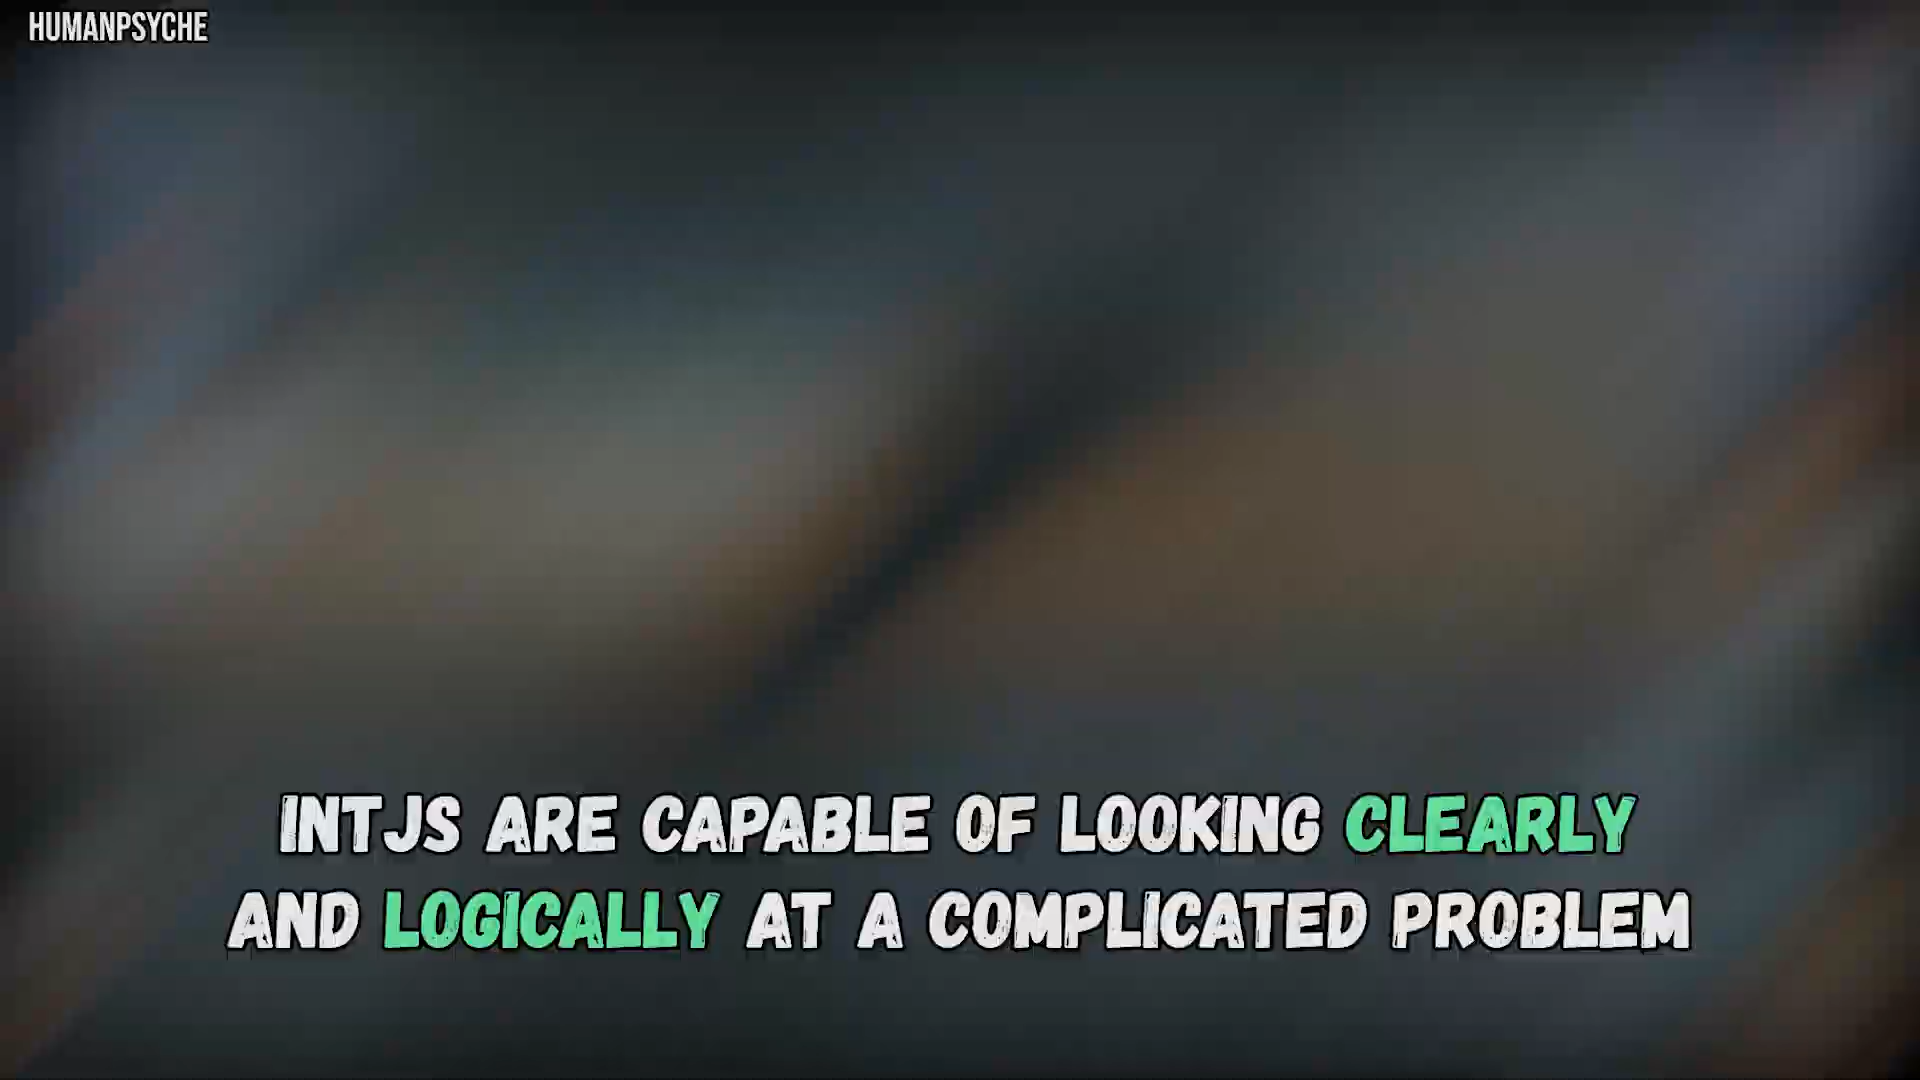 HUMANPSYCHE
INTJS ARE CAPABLE OF LOOKING CLEARLY
AND LOGICALLY AT A COMPLICATED PROBLEM